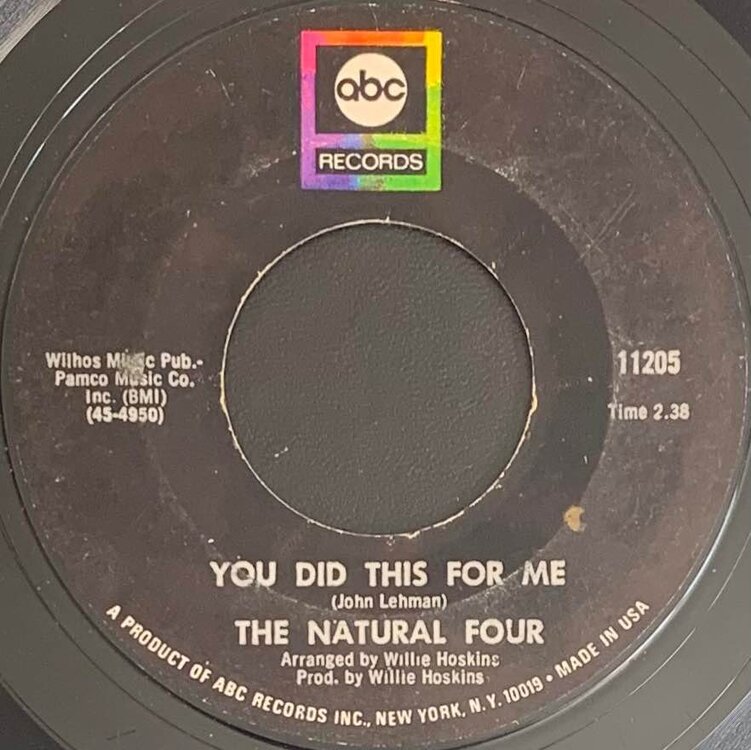 abc
RECORDS
Wilhos Music Pub.-
Pamco Music Co.
Inc. (BMI)
(45-4950)
11205
Time 2.38
YOU DID THIS FOR ME
(John Lehman)
THE NATURAL FOUR
Arranged by Willie Hoskins
Prod. by Willie Hoskins
A PRODUCT OF ABC RECORDS INC., NEW YORK, N.Y. 10019 • MADE IN USA